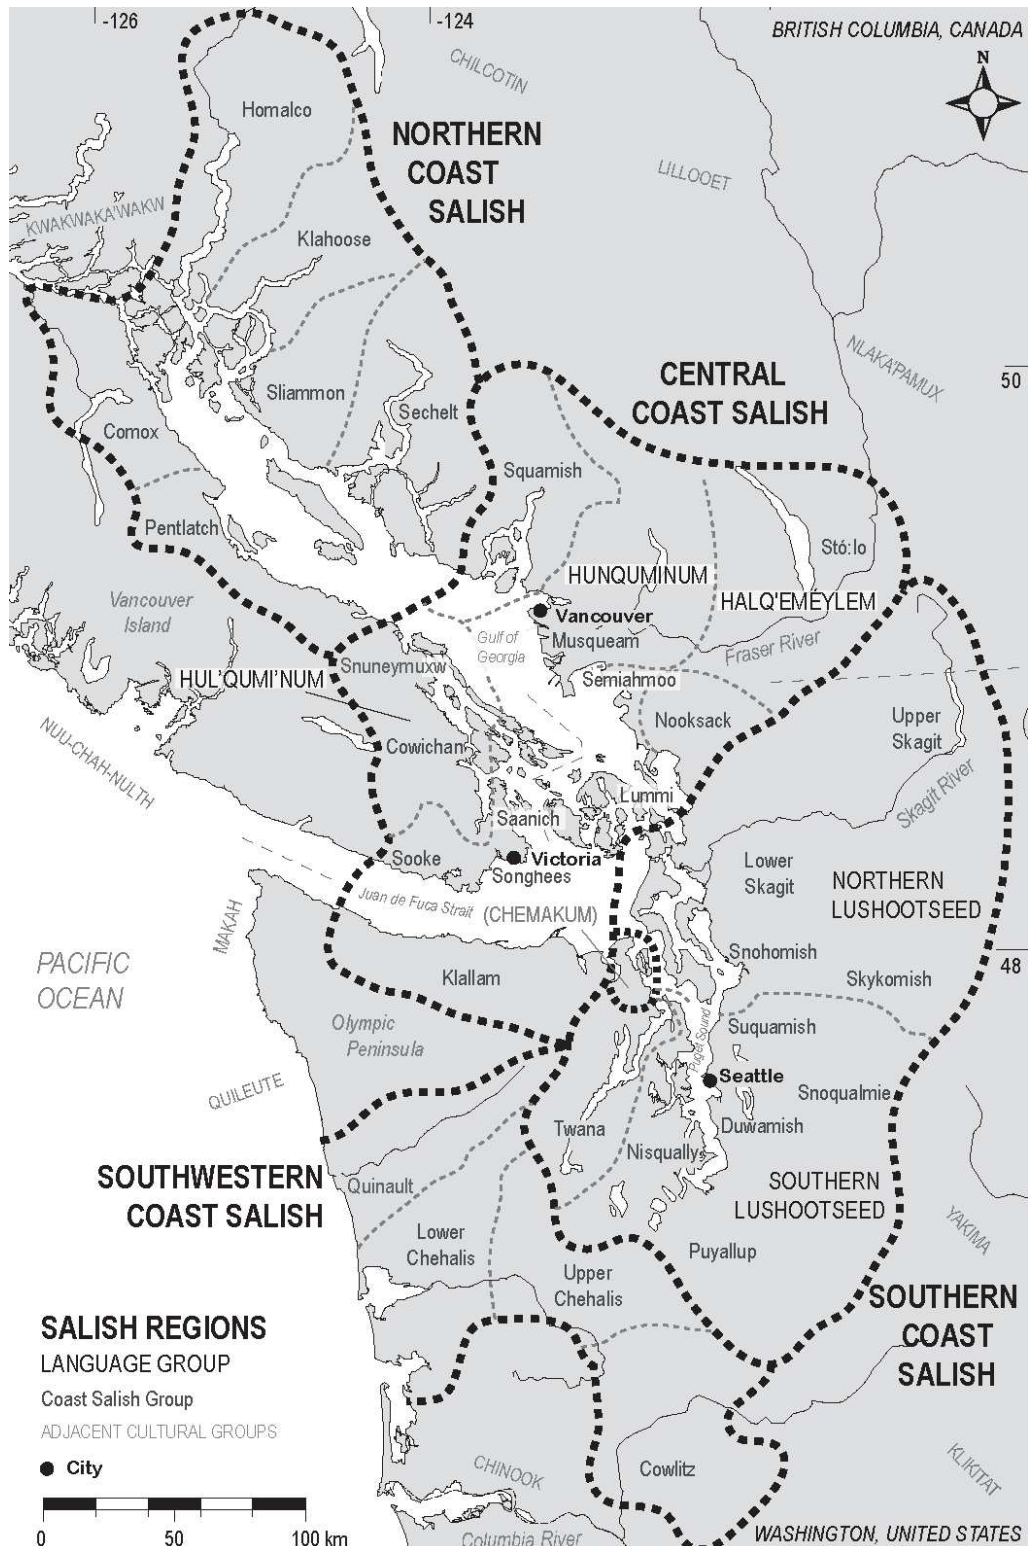 -126
-124
BRITISH COLUMBIA, CANADA
N
CHILCOTIN
Homalco
NORTHERN
COAST
SALISH
LILLOOET
KWAKWAKA'WAKW
Klahoose
NLAKA'PAMUX
50
CENTRAL
COAST SALISH
Sliammon
Sechelt
Comox
Squamish
Pentlatch
Stó:lo
HUNQUMINUM
HALQ'EMÉYLEM
Vancouver
Island
Vancouver
Musqueam
Gulf of
Georgia
Fraser River
Snuneymuxw
HUL'QUMI'NUM
Semiahmoo
Nooksack
Upper
Skagit
NUU-CHAH-NULTH
Cowichan
Skagit River
Lummi
Saanich
Sooke
Victoria
Songhees
Lower
Skagit
NORTHERN
LUSHOOTSEED
Juan de Fuca Strait
(CHEMAKUM)
MAKAH
PACIFIC
OCEAN
Snohomish
48
Klallam
Skykomish
Olympic
Peninsula
Suquamish
Puget Sound
QUILEUTE
Seattle
Snoqualmie
Twana
Duwamish
Nisquallys
SOUTHWESTERN
COAST SALISH
Quinault
SOUTHERN
LUSHOOTSEED
YAKIMA
Lower
Chehalis
Puyallup
Upper
Chehalis
SOUTHERN
COAST
SALISH
SALISH REGIONS
LANGUAGE GROUP
Coast Salish Group
ADJACENT CULTURAL GROUPS
City
CHINOOK
Cowlitz
KLIKITAT
0 50 100 km
Columbia River
WASHINGTON, UNITED STATES